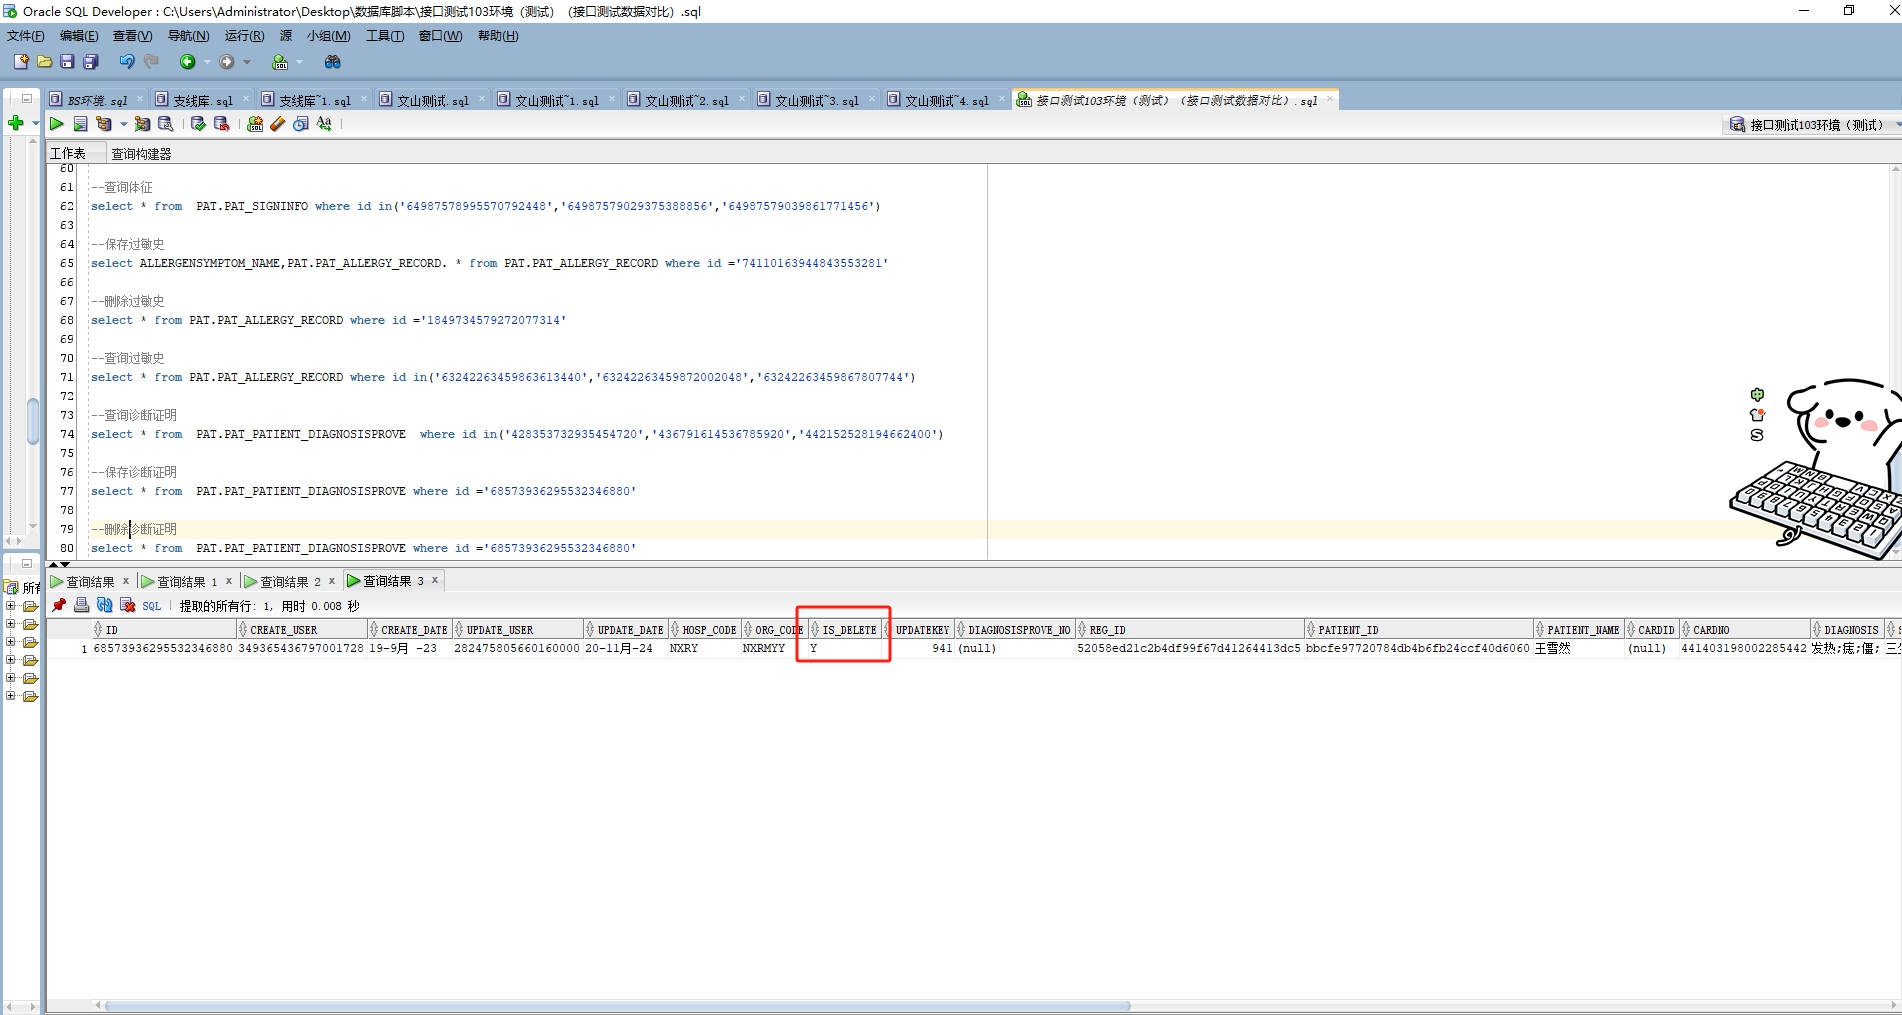 Oracle SQL Developer : C:\Users\Administrator\Desktop\数据库脚本\接口测试103环境（测试）（接口测试数据对比）.sql
文件(F) 编辑(E) 查看(V) 导航(N) 运行(R) 源 小组(M) 工具(T) 窗口(W) 帮助(H)
BS环境.sql 支线库.sql 支线库~1.sql 文山测试.sql 文山测试~1.sql 文山测试~2.sql 文山测试~3.sql 文山测试~4.sql 接口测试103环境（测试）（接口测试数据对比）.sql
接口测试103环境（测试）
工作表 查询构建器
60
61 --查询体征
62 select * from PAT.PAT_SIGNINFO where id in('64987578995570792448','64987579029375388856','64987579039861771456')
63
64 --保存过敏史
65 select ALLERGENSYMPTOM_NAME,PAT.PAT_ALLERGY_RECORD. * from PAT.PAT_ALLERGY_RECORD where id ='74110163944843553281'
66
67 --删除过敏史
68 select * from PAT.PAT_ALLERGY_RECORD where id ='1849734579272077314'
69
70 --查询过敏史
71 select * from PAT.PAT_ALLERGY_RECORD where id in('63242263459863613440','63242263459872002048','63242263459867807744')
72
73 --查询诊断证明
74 select * from PAT.PAT_PATIENT_DIAGNOSISPROVE where id in('428353732935454720','436791614536785920','442152528194662400')
75
76 --保存诊断证明
77 select * from PAT.PAT_PATIENT_DIAGNOSISPROVE where id ='68573936295532346880'
78
79 --删除诊断证明
80 select * from PAT.PAT_PATIENT_DIAGNOSISPROVE where id ='68573936295532346880'
查询结果 查询结果 1 查询结果 2 查询结果 3
所有
SQL 提取的所有行: 1, 用时 0.008 秒
ID CREATE_USER CREATE_DATE UPDATE_USER UPDATE_DATE HOSP_CODE ORG_CODE IS_DELETE UPDATEKEY DIAGNOSISPROVE_NO REG_ID PATIENT_ID PATIENT_NAME CARDID CARDNO DIAGNOSIS
1 68573936295532346880 349365436797001728 19-9月 -23 282475805660160000 20-11月-24 NXRY NXRMYY Y 941 (null) 52058ed21c2b4df99f67d41264413dc5 bbcfe97720784db4b6fb24ccf40d6060 王雪然 (null) 441403198002285442 发热;痣;僵;